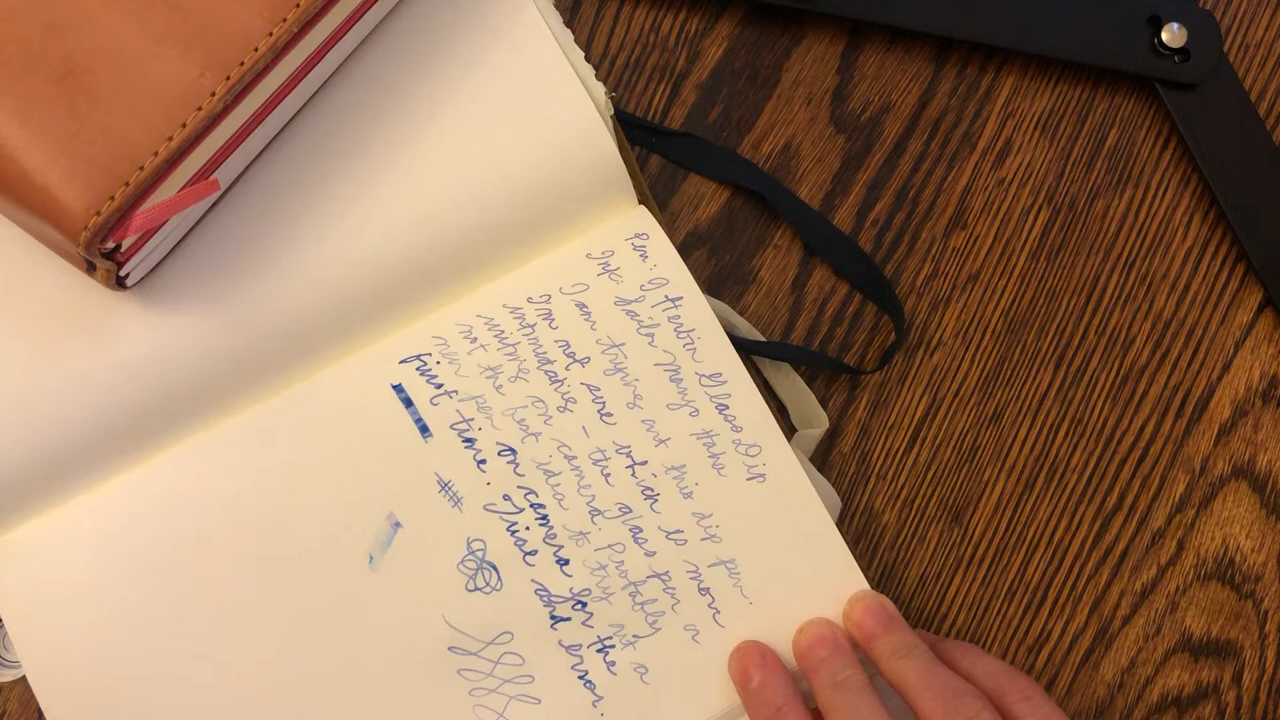 Pen: J Herbin Glass Dip
Ink: Sailor Manyo Haha
I am trying out this dip pen.
I'm not sure which is more
intimidating – the glass pen or
writing on camera. Probably
not the best idea to try out a
new pen on camera for the
first time. Trial and error.